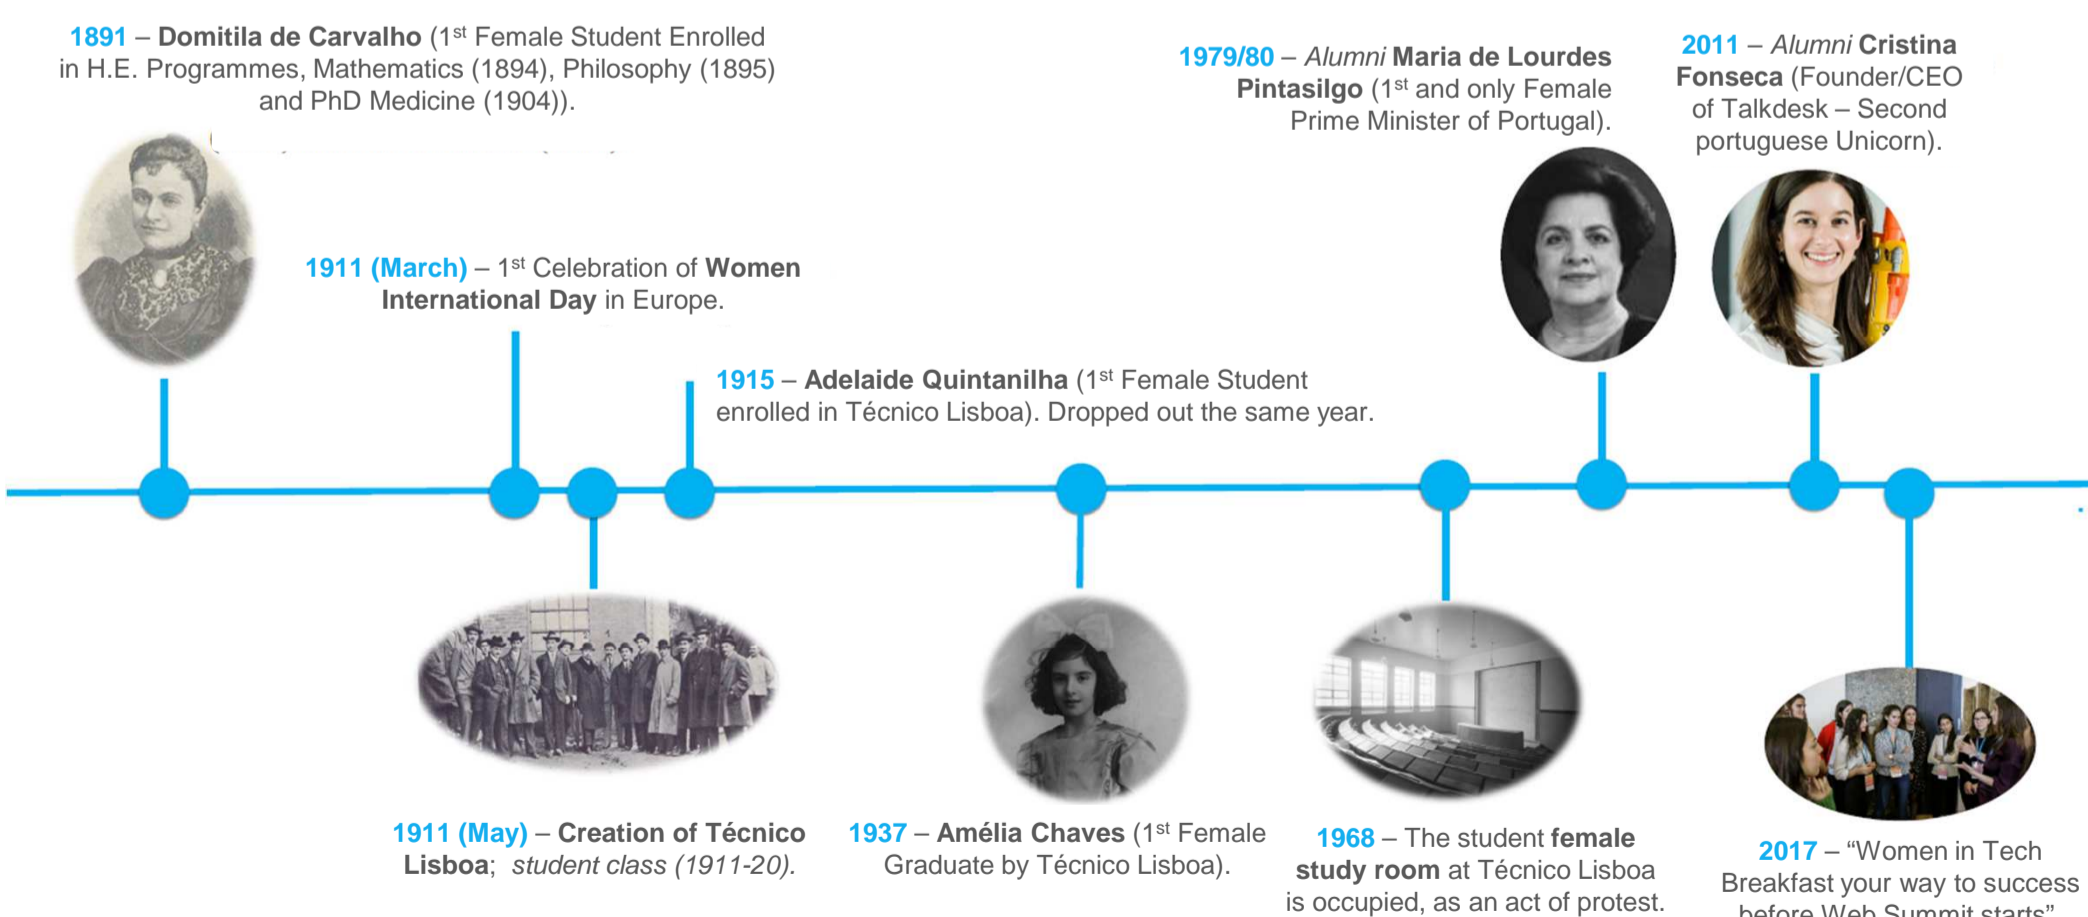 1891 – Domitila de Carvalho (1st Female Student Enrolled
in H.E. Programmes, Mathematics (1894), Philosophy (1895)
and PhD Medicine (1904)).
1979/80 – Alumni Maria de Lourdes
Pintasilgo (1st and only Female
Prime Minister of Portugal).
2011 – Alumni Cristina
Fonseca (Founder/CEO
of Talkdesk – Second
portuguese Unicorn).
1911 (March) – 1st Celebration of Women
International Day in Europe.
1915 – Adelaide Quintanilha (1st Female Student
enrolled in Técnico Lisboa). Dropped out the same year.
1911 (May) – Creation of Técnico
Lisboa; student class (1911-20).
1937 – Amélia Chaves (1st Female
Graduate by Técnico Lisboa).
1968 – The student female
study room at Técnico Lisboa
is occupied, as an act of protest.
2017 – “Women in Tech
Breakfast your way to success
before Web Summit starts”